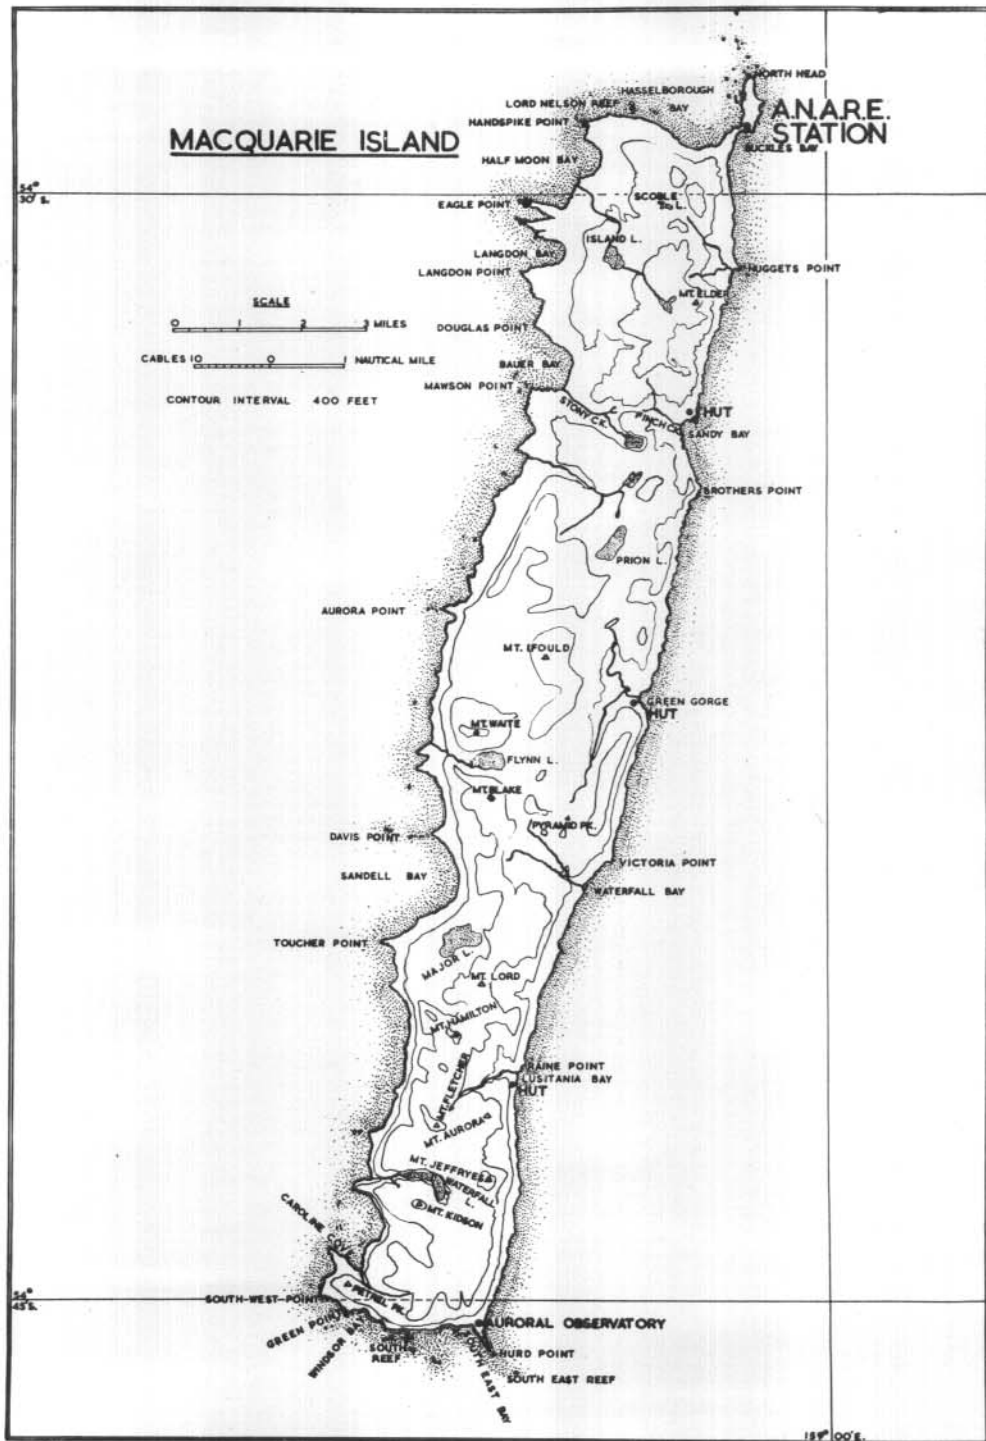 NORTH HEAD
HASSELBOROUGH
BAY
LORD NELSON REEF
HANDSPIKE POINT
A.N.A.R.E.
STATION
MACQUARIE ISLAND
BUCKLES BAY
HALF MOON BAY
54°
30' S.
SCOBLE
L.
EAGLE POINT
ISLAND L.
LANGDON BAY
LANGDON POINT
NUGGETS POINT
MT. ELDER
SCALE
0 1 2 3 MILES
DOUGLAS POINT
CABLES 10 0 1 NAUTICAL MILE
BAUER BAY
MAWSON POINT
CONTOUR INTERVAL 400 FEET
STONY CK.
FINCH CK.
HUT
SANDY BAY
BROTHERS POINT
PRION L.
AURORA POINT
MT. IFOULD
GREEN GORGE
HUT
MT. WAITE
FLYNN L.
MT. BLAKE
PYRAMID PK.
DAVIS POINT
VICTORIA POINT
SANDELL BAY
WATERFALL BAY
TOUCHER POINT
MAJOR L.
MT. LORD
MT. HAMILTON
RAINE POINT
LUSITANIA BAY
HUT
MT. FLETCHER
MT. AURORA
MT. JEFFRYES
WATERFALL
L.
MT. KIDSON
CAROLINE COVE
PETREL PK.
54°
45' S.
SOUTH-WEST POINT
GREEN POINT
WINDSOR BAY
AURORAL OBSERVATORY
SOUTH
REEF
SOUTH EAST BAY
HURD POINT
SOUTH EAST REEF
159° 00' E.